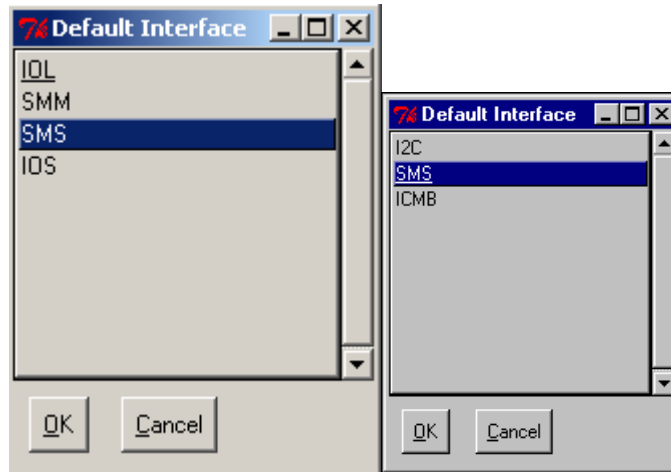 Default Interface
IOL
SMM
SMS
IOS
OK Cancel
Default Interface
I2C
SMS
ICMB
OK Cancel